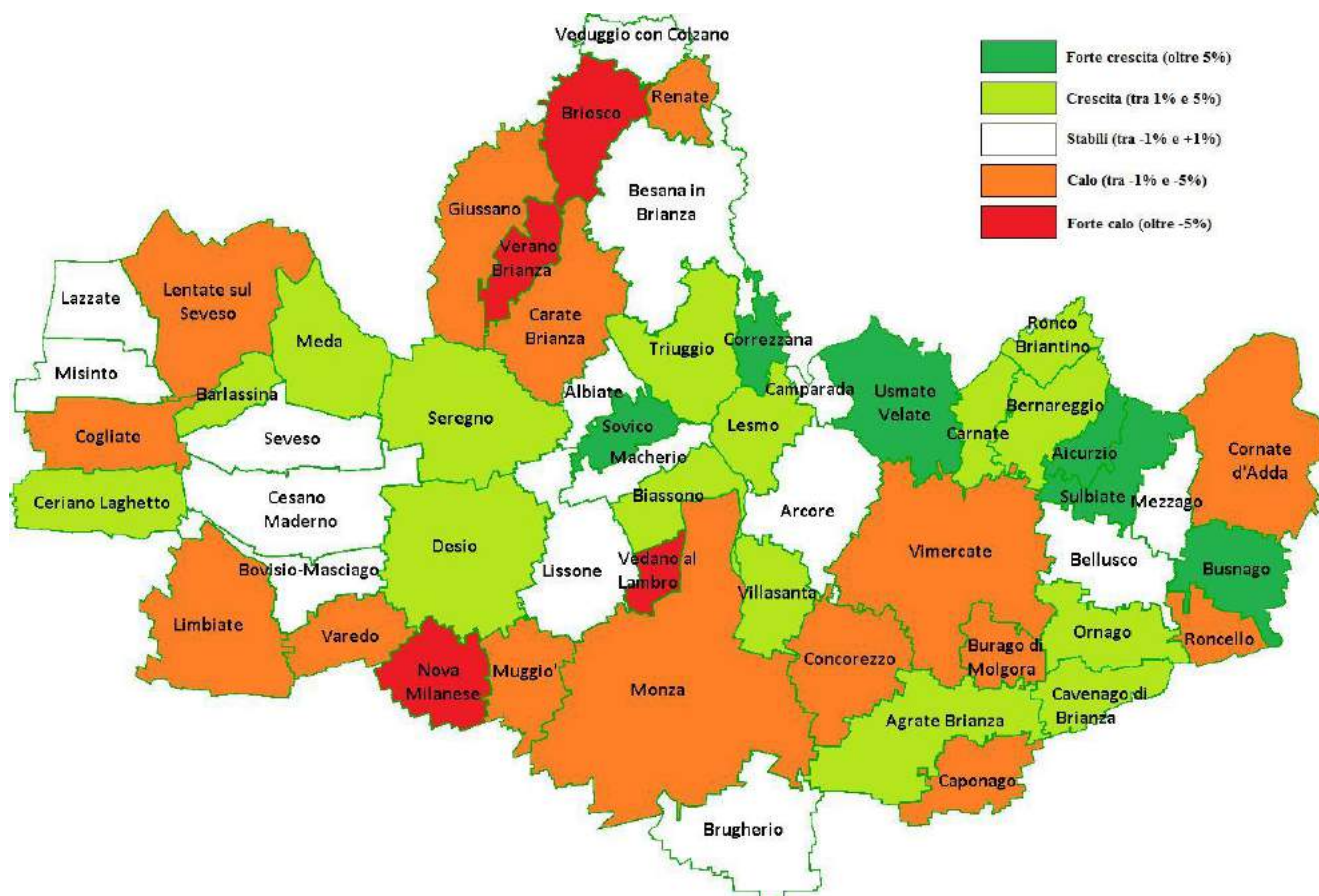 Veduggio con Colzano
Forte crescita (oltre 5%)
Crescita (tra 1% e 5%)
Stabili (tra -1% e +1%)
Calo (tra -1% e -5%)
Forte calo (oltre -5%)
Renate
Briosco
Besana in
Brianza
Giussano
Verano
Brianza
Lazzate
Lentate sul
Seveso
Carate
Brianza
Meda
Triuggio
Correzzana
Ronco
Briantino
Misinto
Barlassina
Albiate
Camparada
Usmate
Velate
Bernareggio
Seregno
Cogliate
Seveso
Sovico
Lesmo
Carnate
Aicurzio
Cornate
d'Adda
Macherio
Ceriano Laghetto
Cesano
Maderno
Biassono
Sulbiate
Mezzago
Arcore
Desio
Vimercate
Bellusco
Bovisio-Masciago
Lissone
Vedano al
Lambro
Busnago
Villasanta
Limbiate
Varedo
Ornago
Roncello
Nova
Milanese
Muggio'
Monza
Concorezzo
Burago di
Molgora
Cavenago di
Brianza
Agrate Brianza
Caponago
Brugherio